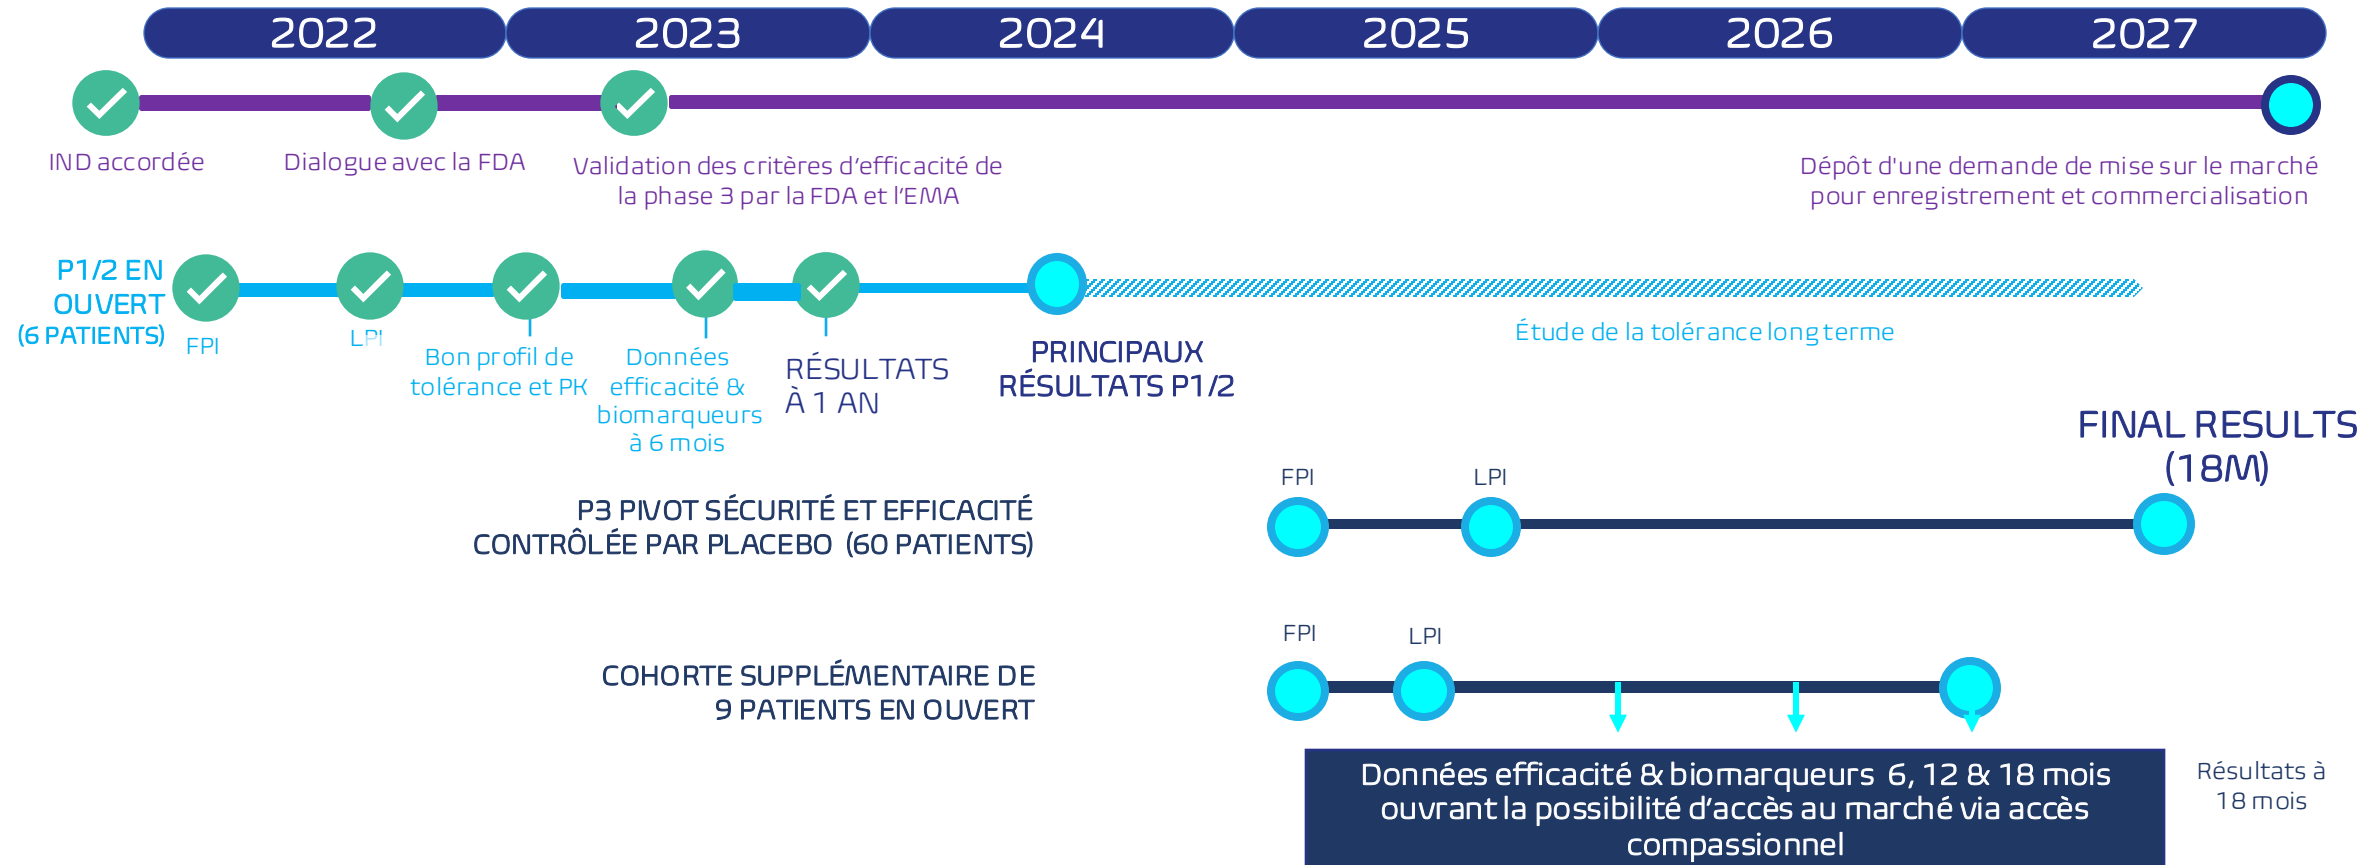 2022
2023
2024
2025
2026
2027
IND accordée
Dialogue avec la FDA
Validation des critères d’efficacité de
la phase 3 par la FDA et l’EMA
Dépôt d'une demande de mise sur le marché
pour enregistrement et commercialisation
P1/2 EN
OUVERT
(6 PATIENTS)
FPI
LPI
Bon profil de
tolérance et PK
Données
efficacité &
biomarqueurs
à 6 mois
RÉSULTATS
À 1 AN
PRINCIPAUX
RÉSULTATS P1/2
Étude de la tolérance long terme
FINAL RESULTS
(18M)
P3 PIVOT SÉCURITÉ ET EFFICACITÉ
CONTRÔLÉE PAR PLACEBO (60 PATIENTS)
FPI
LPI
COHORTE SUPPLÉMENTAIRE DE
9 PATIENTS EN OUVERT
FPI
LPI
Données efficacité & biomarqueurs 6, 12 & 18 mois
ouvrant la possibilité d’accès au marché via accès
compassionnel
Résultats à
18 mois